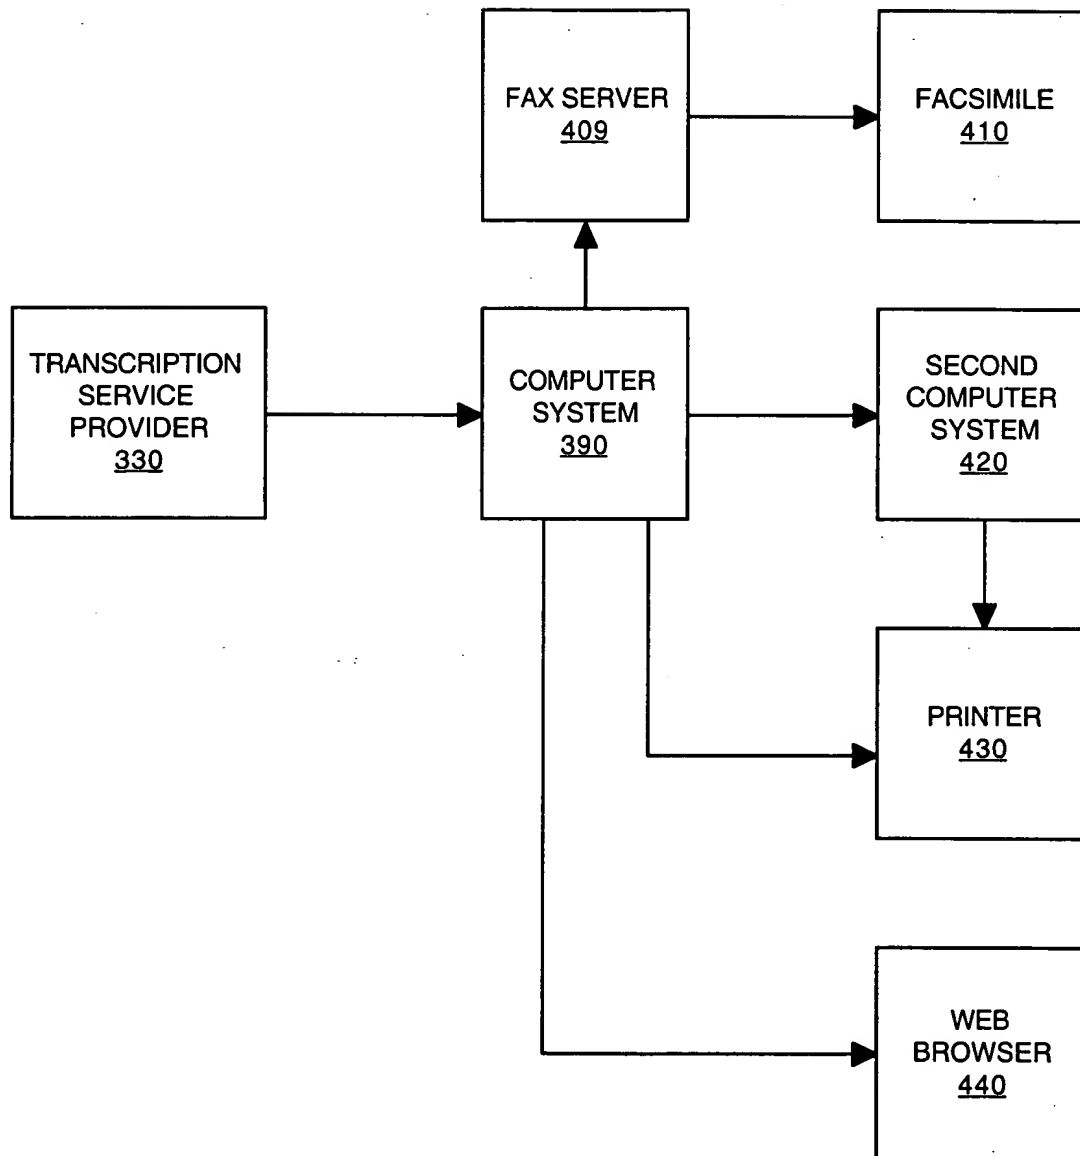 FAX SERVER
409
FACSIMILE
410
TRANSCRIPTION
SERVICE
PROVIDER
330
COMPUTER
SYSTEM
390
SECOND
COMPUTER
SYSTEM
420
PRINTER
430
WEB
BROWSER
440